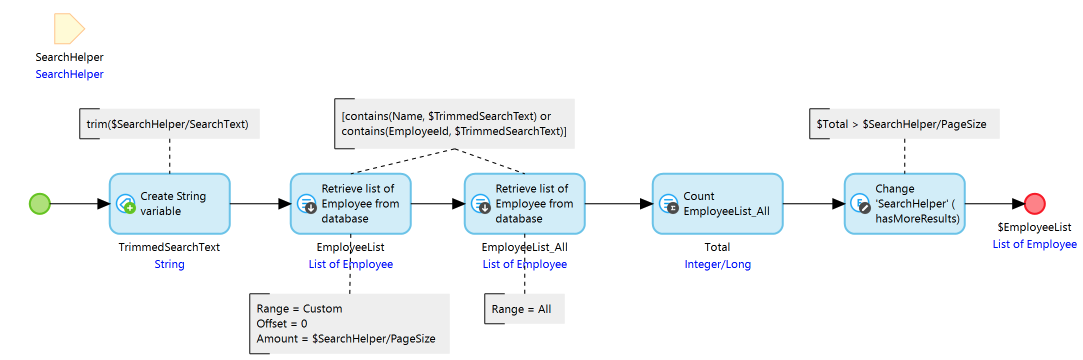 SearchHelper
SearchHelper
trim($SearchHelper/SearchText)
[contains(Name, $TrimmedSearchText) or
contains(EmployeeId, $TrimmedSearchText)]
$Total > $SearchHelper/PageSize
Create String
variable
TrimmedSearchText
String
Retrieve list of
Employee from
database
EmployeeList
List of Employee
Retrieve list of
Employee from
database
EmployeeList_All
List of Employee
Count
EmployeeList_All
Total
Integer/Long
Change
'SearchHelper' (
hasMoreResults)
$EmployeeList
List of Employee
Range = Custom
Offset = 0
Amount = $SearchHelper/PageSize
Range = All